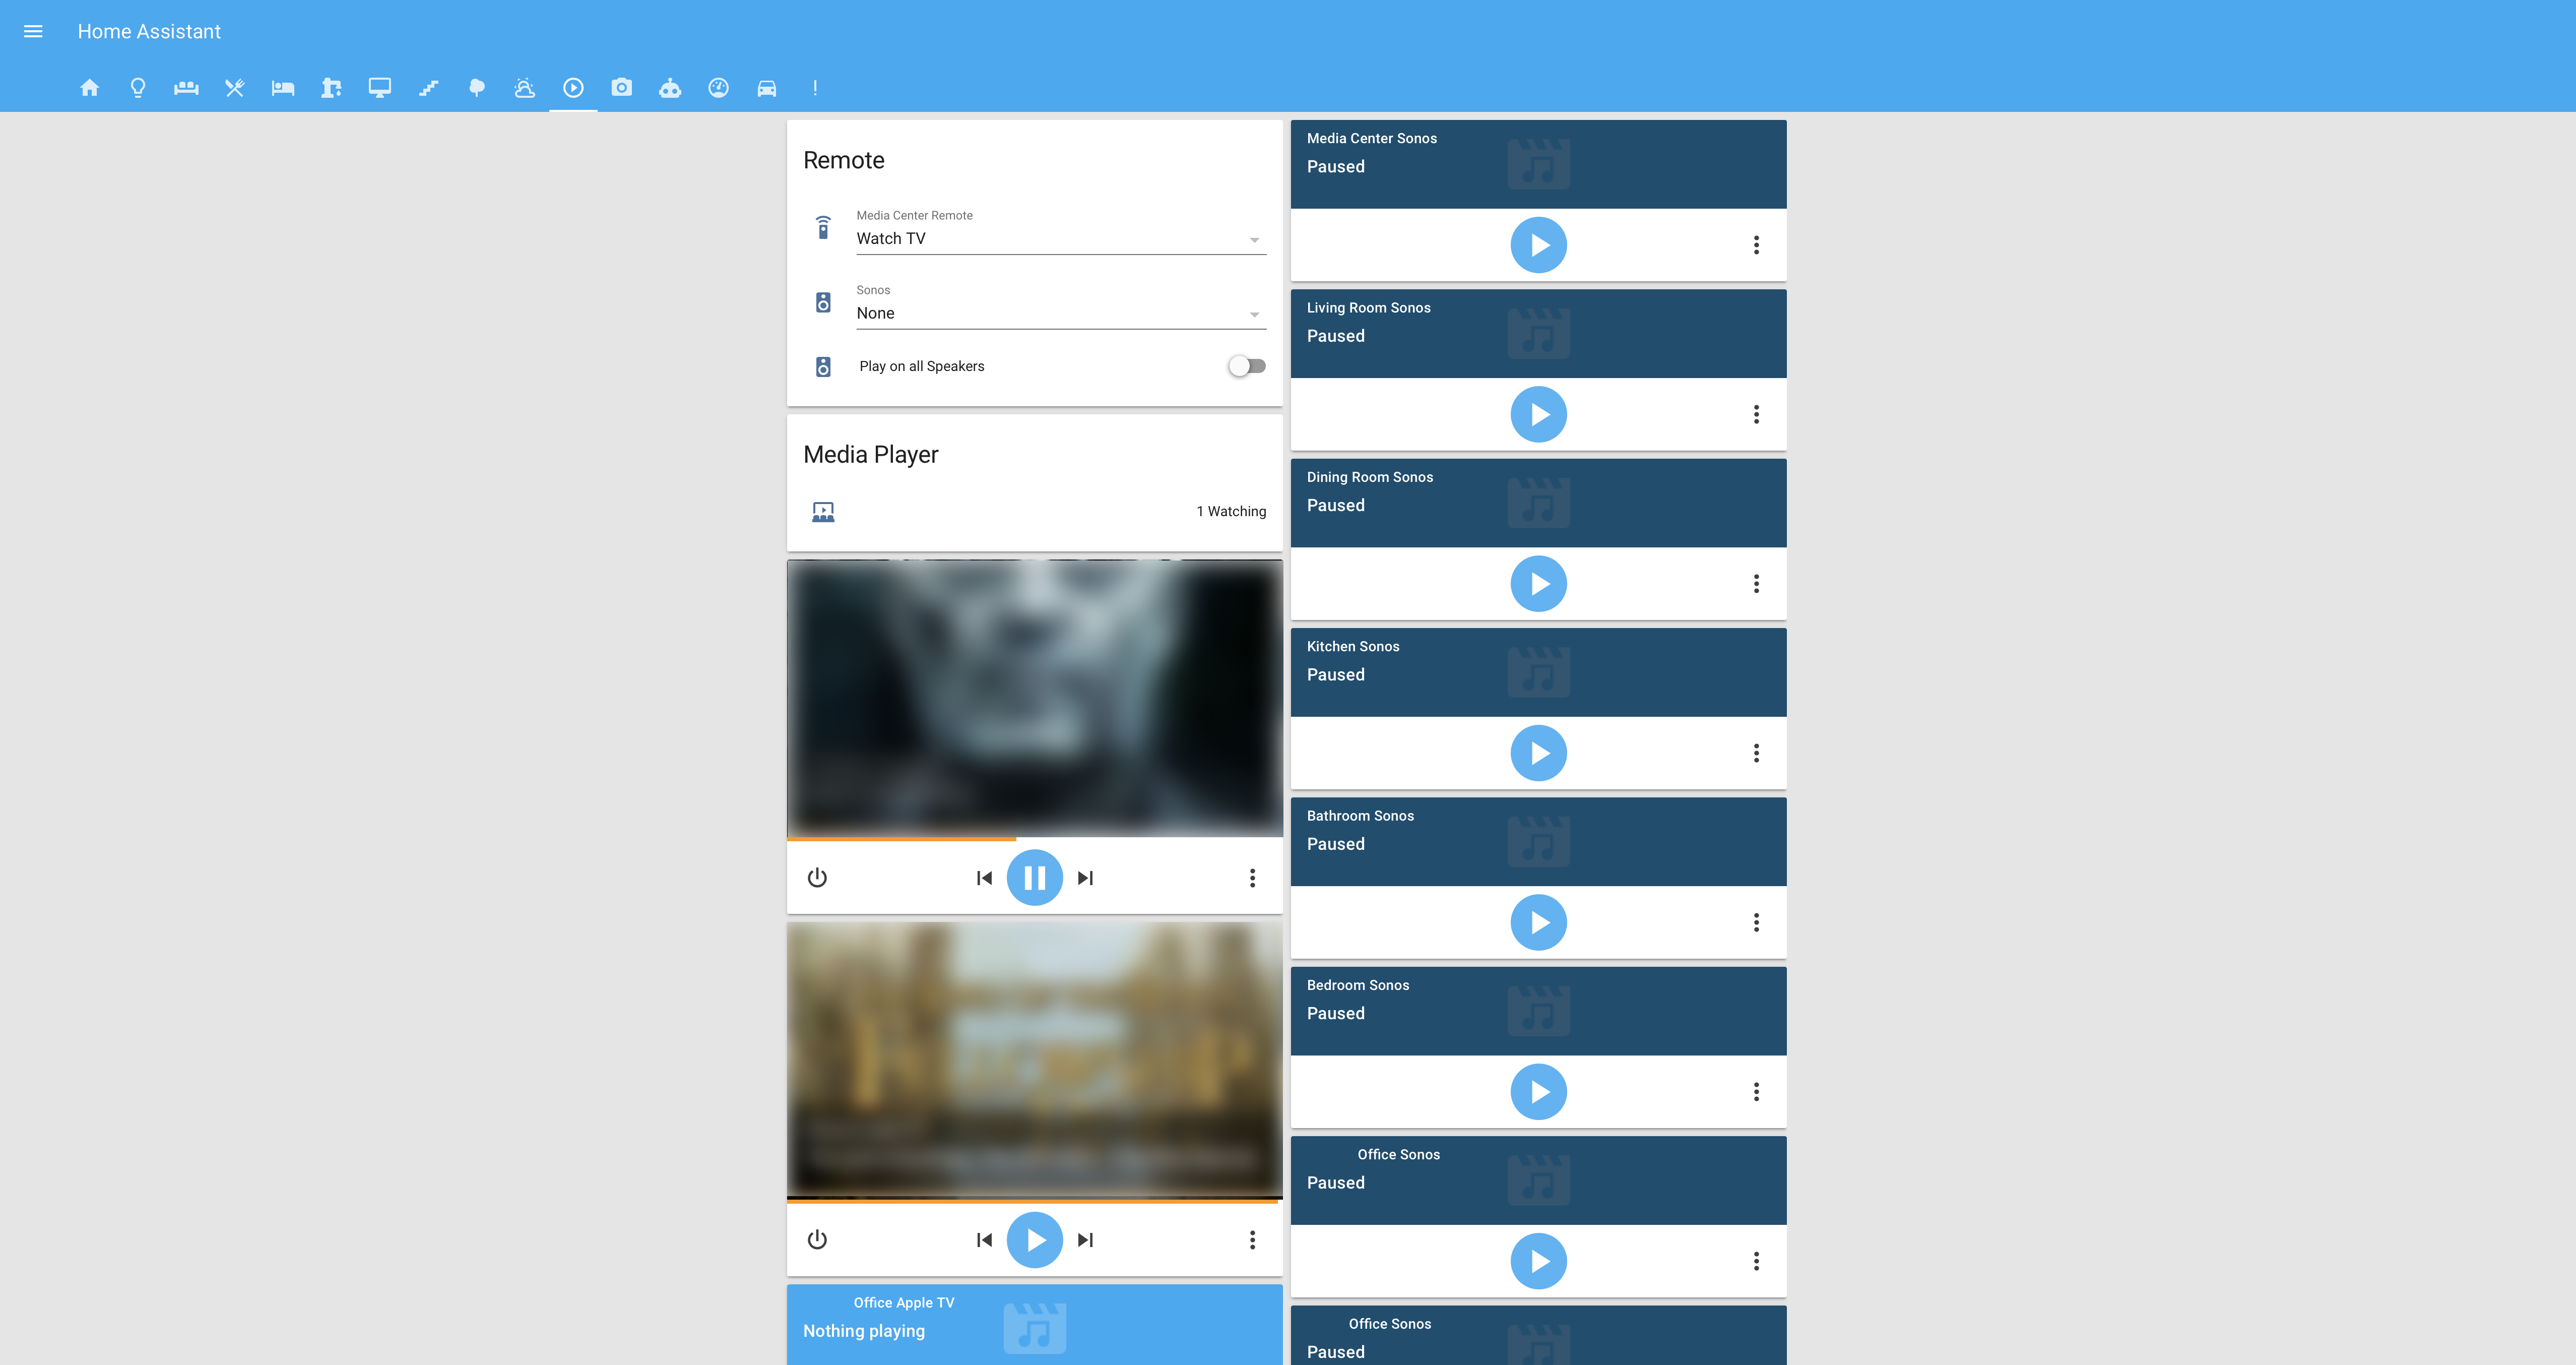 Home Assistant
Remote
Media Center Remote
Watch TV
Sonos
None
Play on all Speakers
Media Player
1 Watching
Office Apple TV
Nothing playing
Media Center Sonos
Paused
Living Room Sonos
Paused
Dining Room Sonos
Paused
Kitchen Sonos
Paused
Bathroom Sonos
Paused
Bedroom Sonos
Paused
Office Sonos
Paused
Office Sonos
Paused